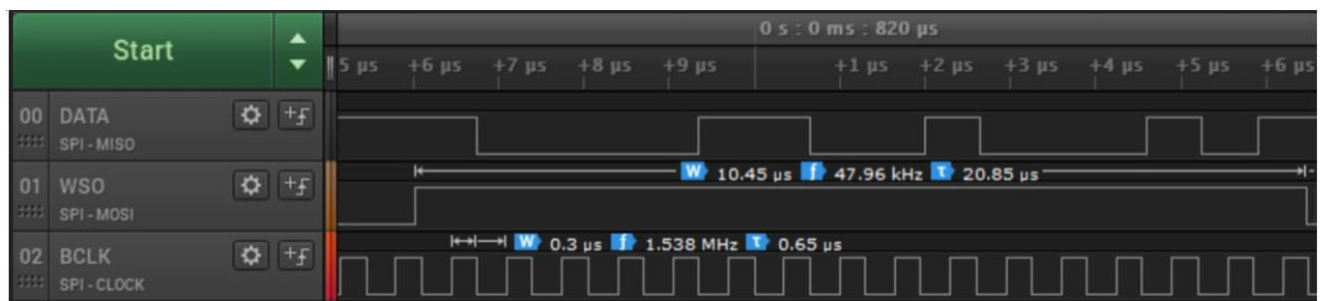 0 s : 0 ms : 820 µs
Start
5 µs +6 µs +7 µs +8 µs +9 µs +1 µs +2 µs +3 µs +4 µs +5 µs +6 µs
00 DATA
SPI - MISO
W 10.45 µs f 47.96 kHz T 20.85 µs
01 WSO
SPI - MOSI
W 0.3 µs f 1.538 MHz T 0.65 µs
02 BCLK
SPI - CLOCK